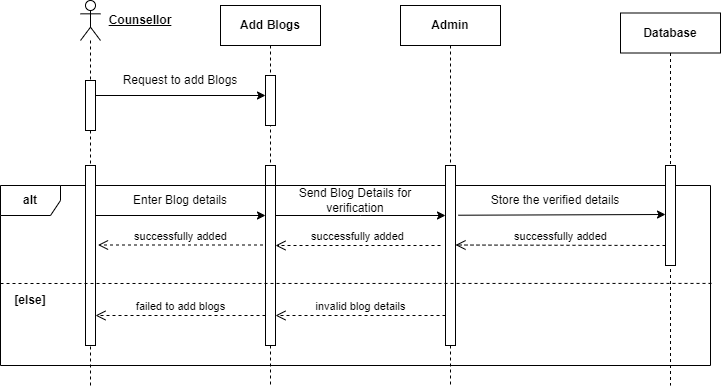 Counsellor
Add Blogs
Admin
Database
Request to add Blogs
alt
Enter Blog details
Send Blog Details for
verification
Store the verified details
successfully added
successfully added
successfully added
[else]
failed to add blogs
invalid blog details